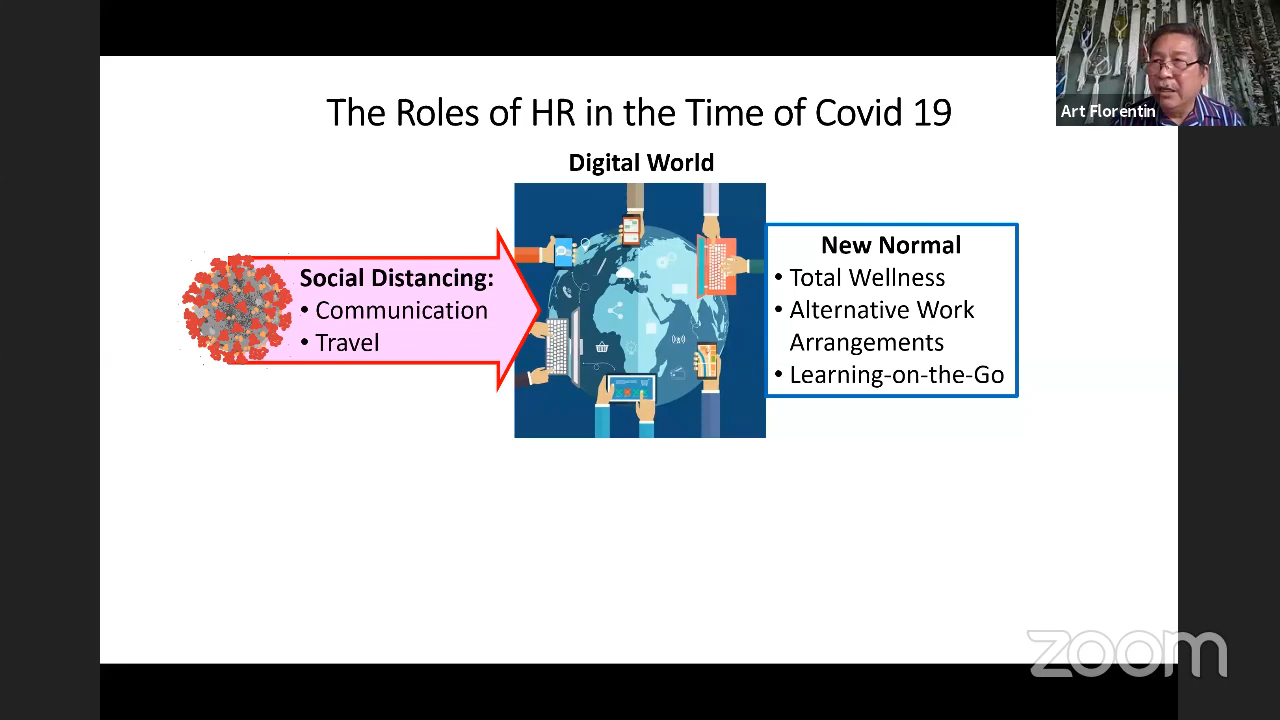 The Roles of HR in the Time of Covid 19
Art Florentin
Digital World
Social Distancing:
• Communication
• Travel
New Normal
• Total Wellness
• Alternative Work
Arrangements
• Learning-on-the-Go
zoom